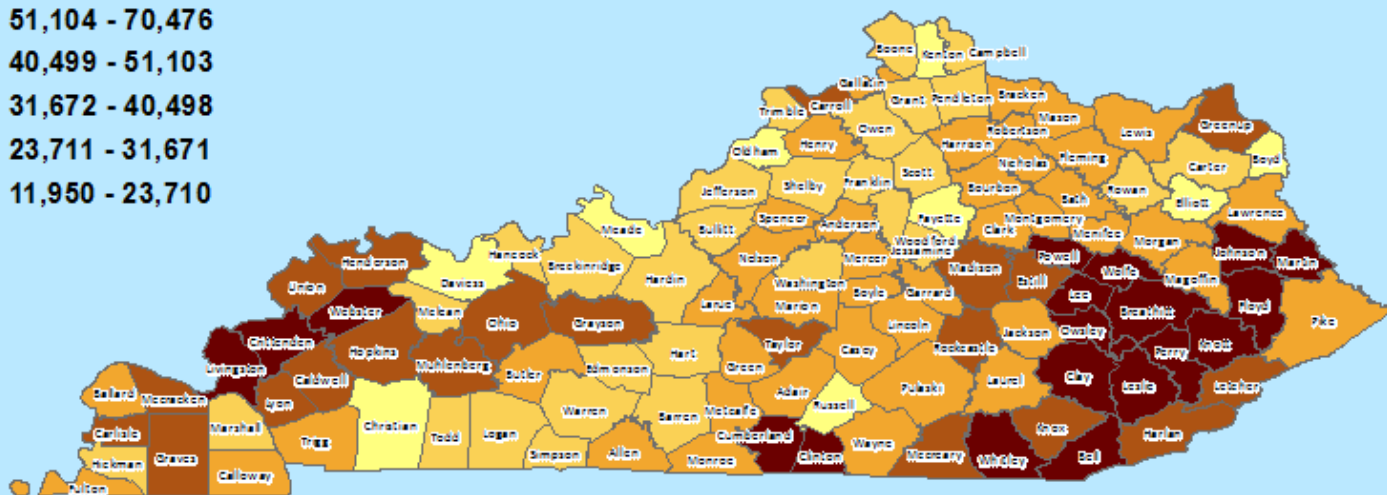 51,104 - 70,476
40,499 - 51,103
31,672 - 40,498
23,711 - 31,671
11,950 - 23,710
Boone
Kenton
Campbell
Gallatin
Trimble
Carroll
Grant
Pendleton
Bracken
Mason
Owen
Robertson
Lewis
Greenup
Oldham
Henry
Harrison
Nicholas
Fleming
Carter
Boyd
Jefferson
Shelby
Franklin
Scott
Bourbon
Bath
Rowan
Elliott
Lawrence
Meade
Bullitt
Spencer
Anderson
Woodford
Fayette
Clark
Montgomery
Menifee
Morgan
Johnson
Martin
Hancock
Henderson
Daviess
Breckinridge
Hardin
Nelson
Washington
Mercer
Jessamine
Madison
Estill
Powell
Wolfe
Magoffin
Floyd
Union
Webster
McLean
Ohio
Grayson
Larue
Marion
Boyle
Garrard
Lee
Breathitt
Pike
Crittenden
Hopkins
Muhlenberg
Hart
Taylor
Green
Casey
Lincoln
Rockcastle
Jackson
Owsley
Perry
Knott
Livingston
Caldwell
Butler
Edmonson
Adair
Pulaski
Laurel
Clay
Leslie
Letcher
Ballard
McCracken
Lyon
Warren
Barren
Metcalfe
Russell
Carlisle
Graves
Marshall
Trigg
Christian
Todd
Logan
Simpson
Allen
Monroe
Cumberland
Clinton
Wayne
McCreary
Whitley
Knox
Bell
Harlan
Hickman
Fulton
Calloway